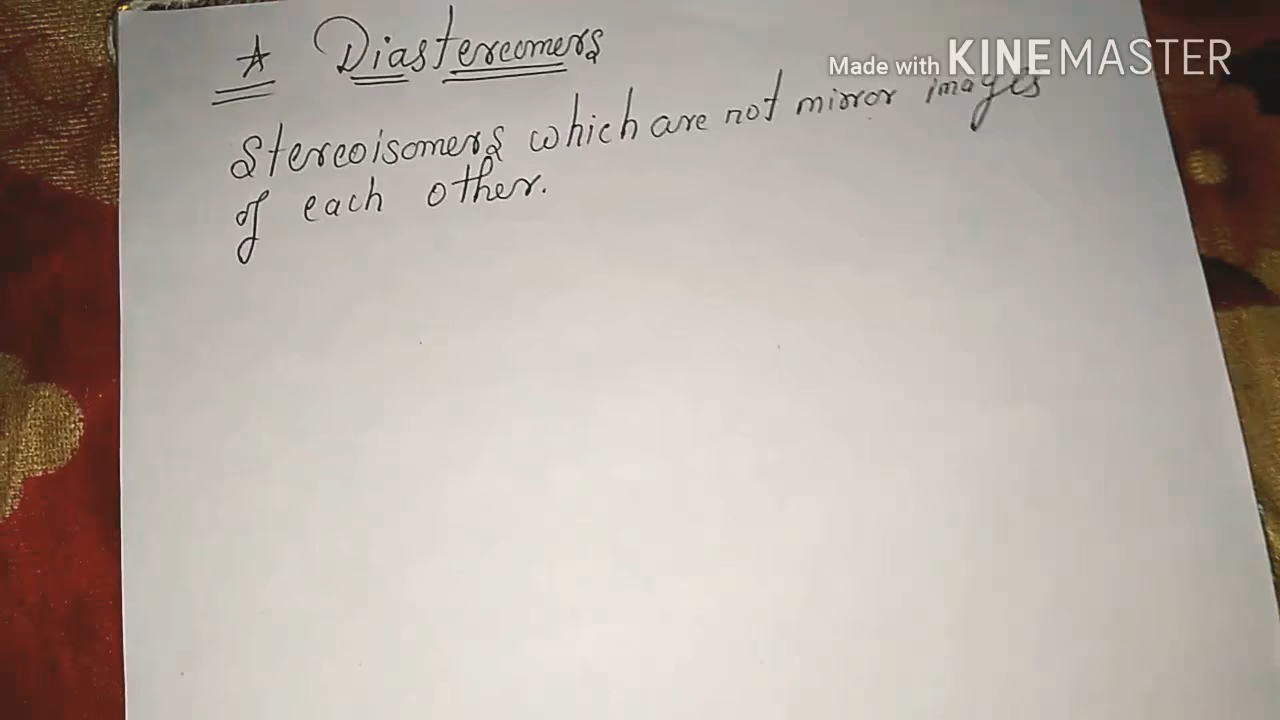 ☆ Diastereomers
Made with KINEMASTER
Stereoisomers which are not mirror images
of each other.